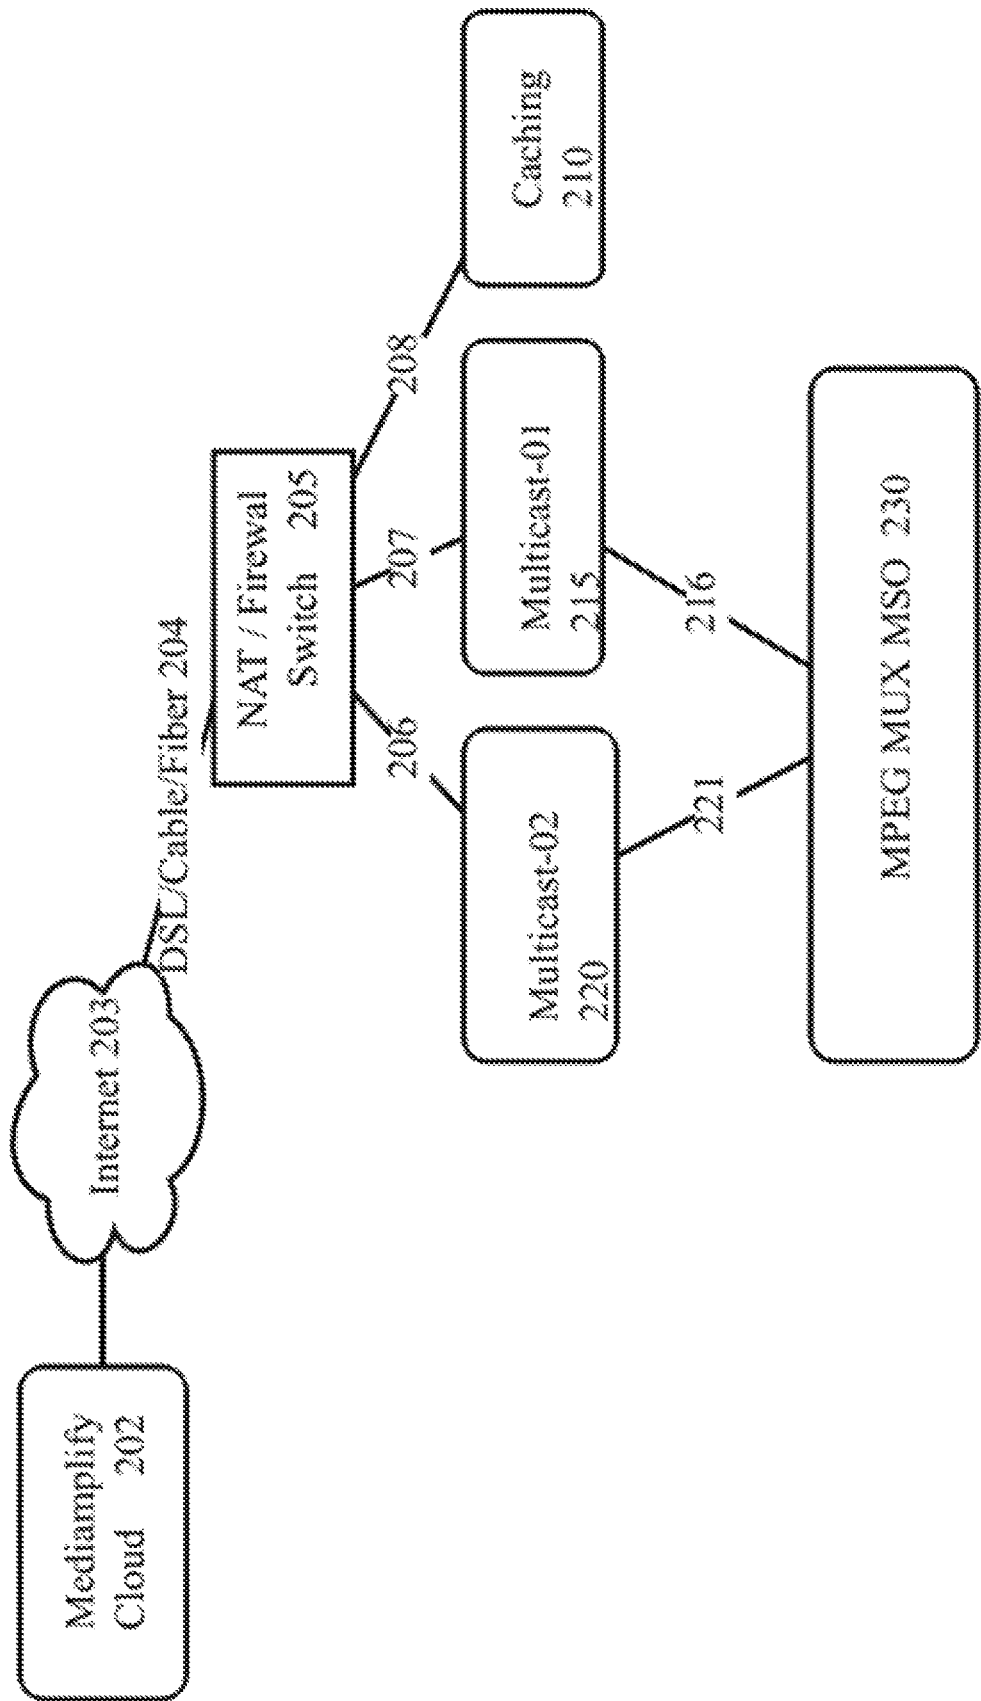 Mediamplify
Cloud 202
Internet 203
DSL/Cable/Fiber 204
NAT / Firewal
Switch 205
206
207
208
Multicast-02
220
Multicast-01
215
Caching
210
221
216
MPEG MUX MSO 230